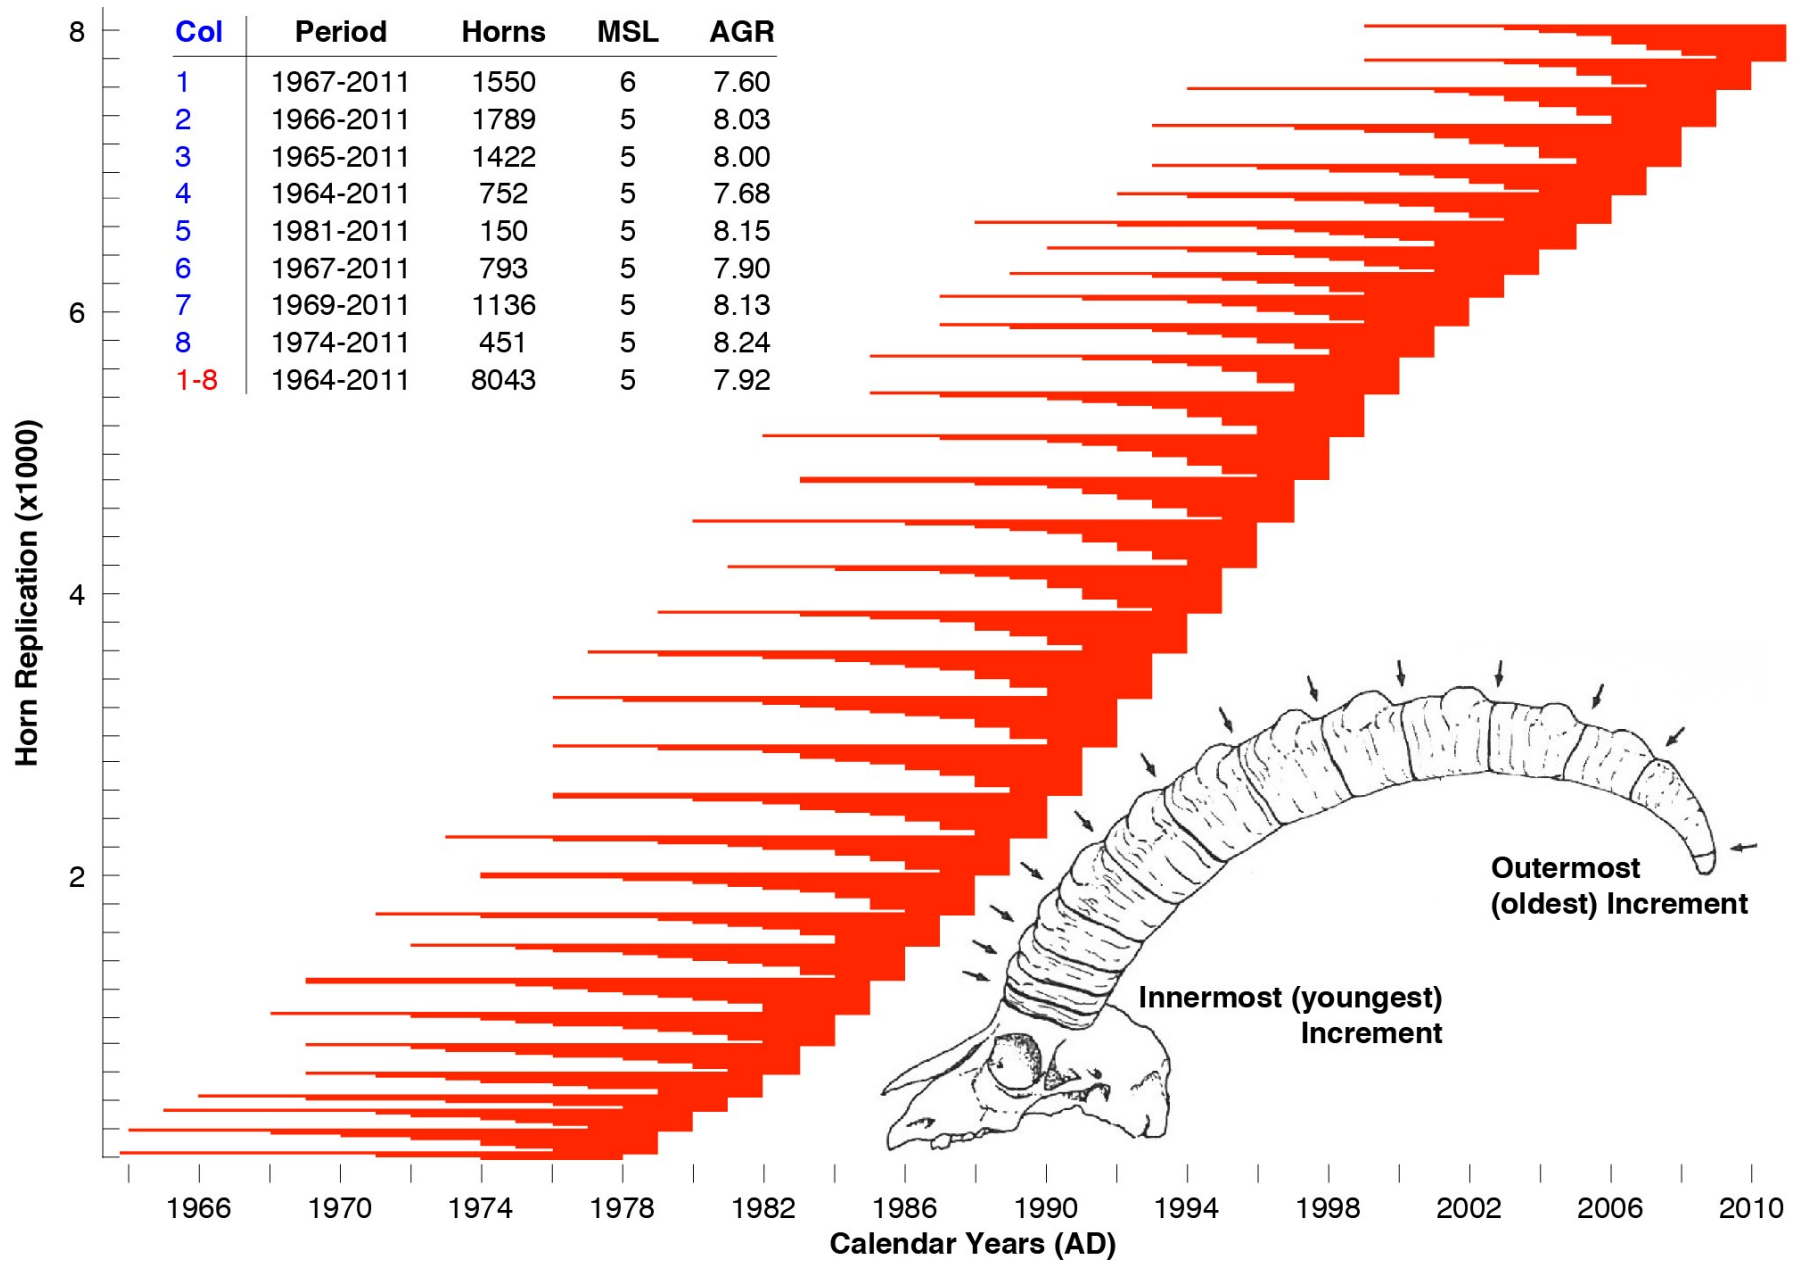 Col Period Horns MSL AGR
1 1967-2011 1550 6 7.60
2 1966-2011 1789 5 8.03
3 1965-2011 1422 5 8.00
4 1964-2011 752 5 7.68
5 1981-2011 150 5 8.15
6 1967-2011 793 5 7.90
7 1969-2011 1136 5 8.13
8 1974-2011 451 5 8.24
1-8 1964-2011 8043 5 7.92
8
6
4
2
Horn Replication (x1000)
Outermost
(oldest) Increment
Innermost (youngest)
Increment
1966 1970 1974 1978 1982 1986 1990 1994 1998 2002 2006 2010
Calendar Years (AD)